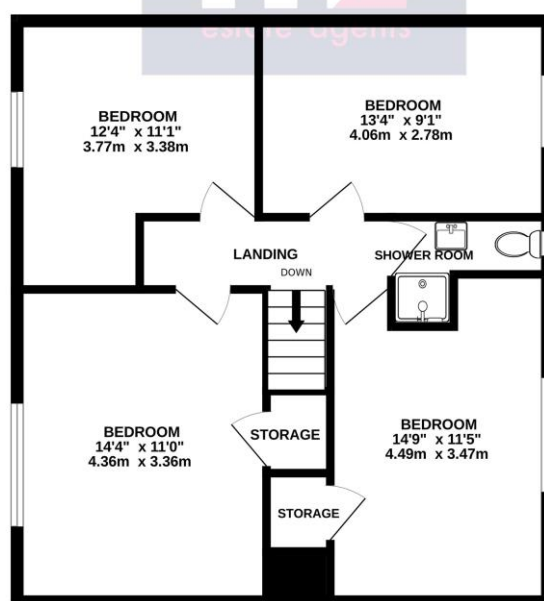 estate agents
BEDROOM
12'4" x 11'1"
3.77m x 3.38m
BEDROOM
13'4" x 9'1"
4.06m x 2.78m
LANDING
DOWN
SHOWER ROOM
BEDROOM
14'4" x 11'0"
4.36m x 3.36m
STORAGE
BEDROOM
14'9" x 11'5"
4.49m x 3.47m
STORAGE